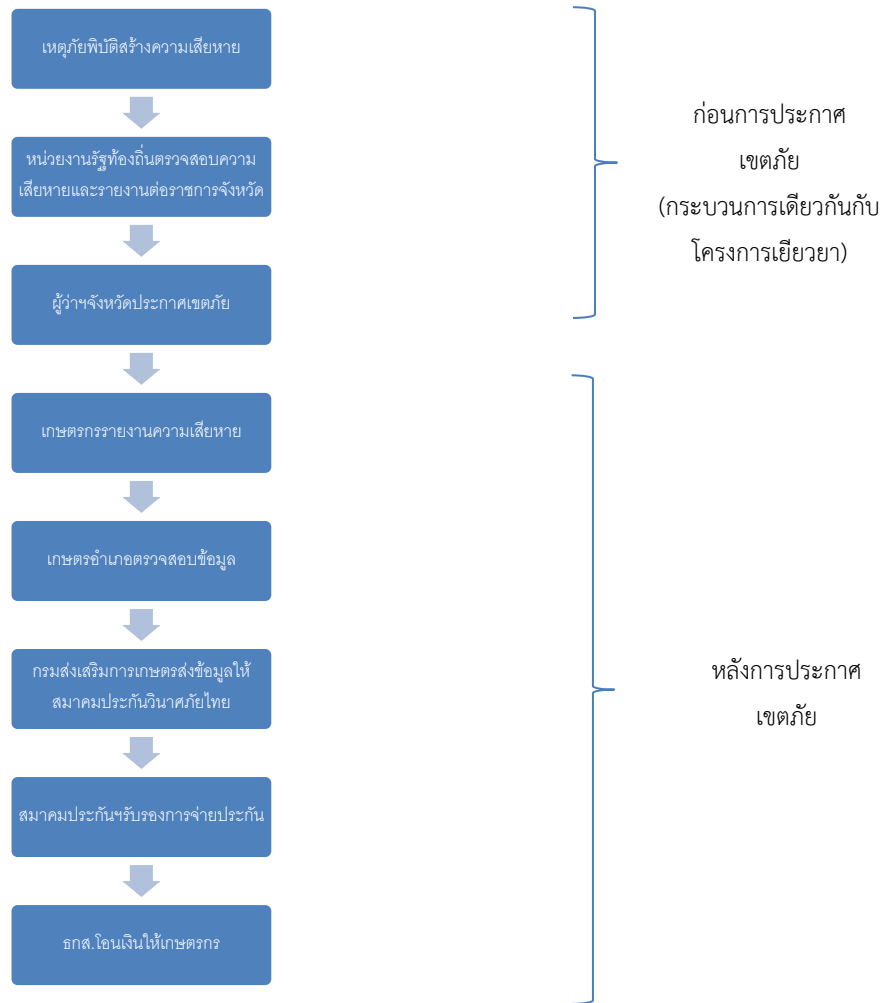 เหตุภัยพิบัติสร้างความเสียหาย
หน่วยงานรัฐท้องถิ่นตรวจสอบความ
เสียหายและรายงานต่อราชการจังหวัด
ผู้ว่าฯจังหวัดประกาศเขตภัย
ก่อนการประกาศ
เขตภัย
(กระบวนการเดียวกันกับ
โครงการเยียวยา)
เกษตรกรรายงานความเสียหาย
เกษตรอำเภอตรวจสอบข้อมูล
กรมส่งเสริมการเกษตรส่งข้อมูลให้
สมาคมประกันวินาศภัยไทย
สมาคมประกันฯรับรองการจ่ายประกัน
ธกส.โอนเงินให้เกษตรกร
หลังการประกาศ
เขตภัย